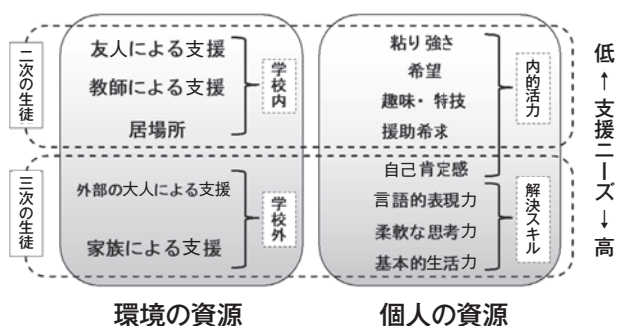 二次の生徒
三次の生徒
友人による支援
教師による支援
居場所
学校内
外部の大人による支援
家族による支援
学校外
環境の資源
粘り強さ
希望
趣味・特技
援助希求
自己肯定感
内的活力
言語的表現力
柔軟な思考力
基本的生活力
解決スキル
個人の資源
低 ↑ 支援ニーズ ↓ 高